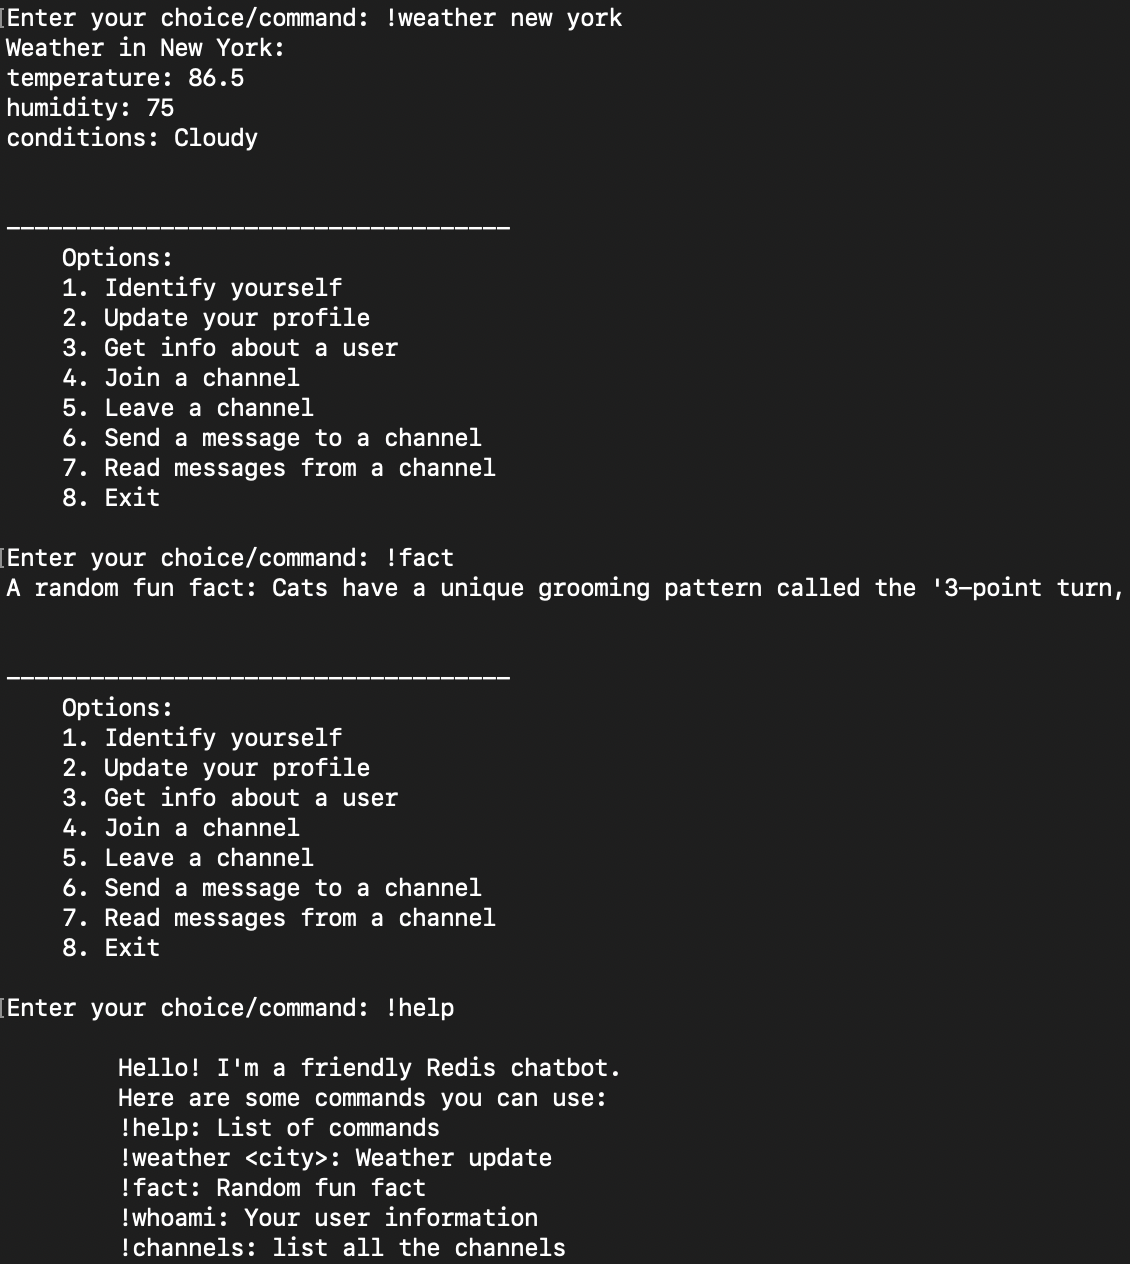 Enter your choice/command: !weather new york
Weather in New York:
temperature: 86.5
humidity: 75
conditions: Cloudy
____________________________________
Options:
1. Identify yourself
2. Update your profile
3. Get info about a user
4. Join a channel
5. Leave a channel
6. Send a message to a channel
7. Read messages from a channel
8. Exit
Enter your choice/command: !fact
A random fun fact: Cats have a unique grooming pattern called the '3-point turn,
____________________________________
Options:
1. Identify yourself
2. Update your profile
3. Get info about a user
4. Join a channel
5. Leave a channel
6. Send a message to a channel
7. Read messages from a channel
8. Exit
Enter your choice/command: !help
Hello! I'm a friendly Redis chatbot.
Here are some commands you can use:
!help: List of commands
!weather <city>: Weather update
!fact: Random fun fact
!whoami: Your user information
!channels: list all the channels